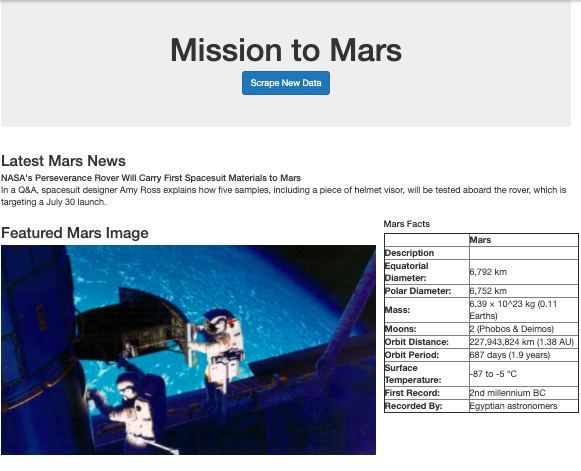 Mission to Mars
Scrape New Data
Latest Mars News
NASA's Perseverance Rover Will Carry First Spacesuit Materials to Mars
In a Q&A, spacesuit designer Amy Ross explains how five samples, including a piece of helmet visor, will be tested aboard the rover, which is
targeting a July 30 launch.
Featured Mars Image
Mars Facts
Mars
Description
Equatorial
Diameter:
6,792 km
Polar Diameter: 6,752 km
Mass:
6.39 × 10^23 kg (0.11
Earths)
Moons: 2 (Phobos & Deimos)
Orbit Distance: 227,943,824 km (1.38 AU)
Orbit Period: 687 days (1.9 years)
Surface
Temperature:
-87 to -5 °C
First Record: 2nd millennium BC
Recorded By: Egyptian astronomers